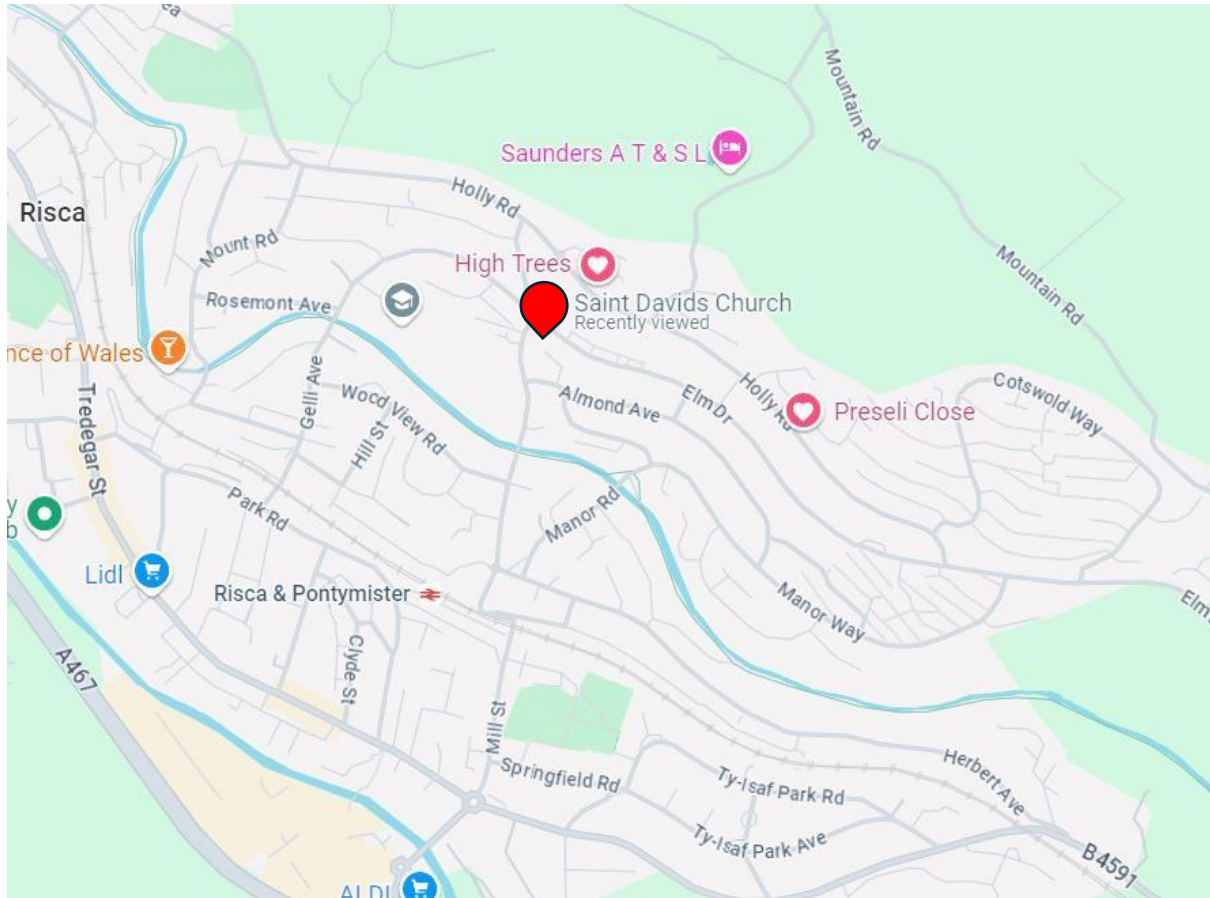 ea
Mountain Rd
Saunders A T & S L
Holly Rd
Risca
Mount Rd
High Trees
Mountain Rd
Rosemont Ave
Saint Davids Church
Recently viewed
nce of Wales
Tredegar St
Gelli Ave
Wood View Rd
Hill St
Almond Ave
Elm Dr
Holly Rd
Preseli Close
Cotswold Way
Park Rd
Manor Rd
y
b
Lidl
Risca & Pontymister
Manor Way
Elm
A467
Clyde St
Mill St
Springfield Rd
Ty-Isaf Park Rd
Herbert Ave
Ty-Isaf Park Ave
B4591
ALDI